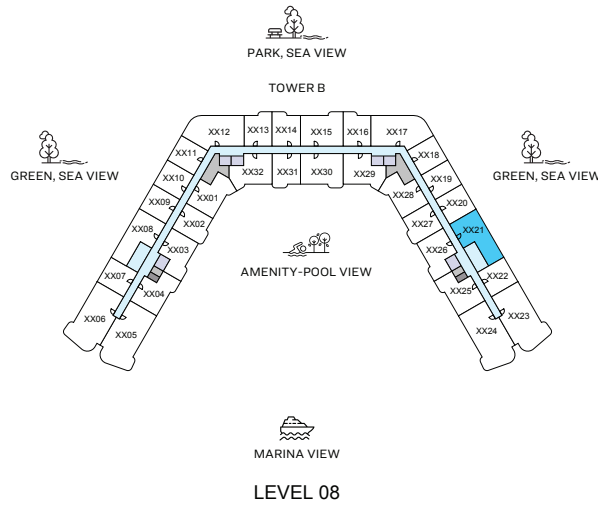 PARK, SEA VIEW
TOWER B
XX12
XX13
XX14
XX15
XX16
XX17
XX11
XX18
GREEN, SEA VIEW
GREEN, SEA VIEW
XX32
XX31
XX30
XX29
XX10
XX19
XX01
XX28
XX09
XX20
XX02
XX27
XX08
XX21
XX03
XX26
AMENITY-POOL VIEW
XX07
XX22
XX04
XX25
XX06
XX23
XX05
XX24
MARINA VIEW
LEVEL 08